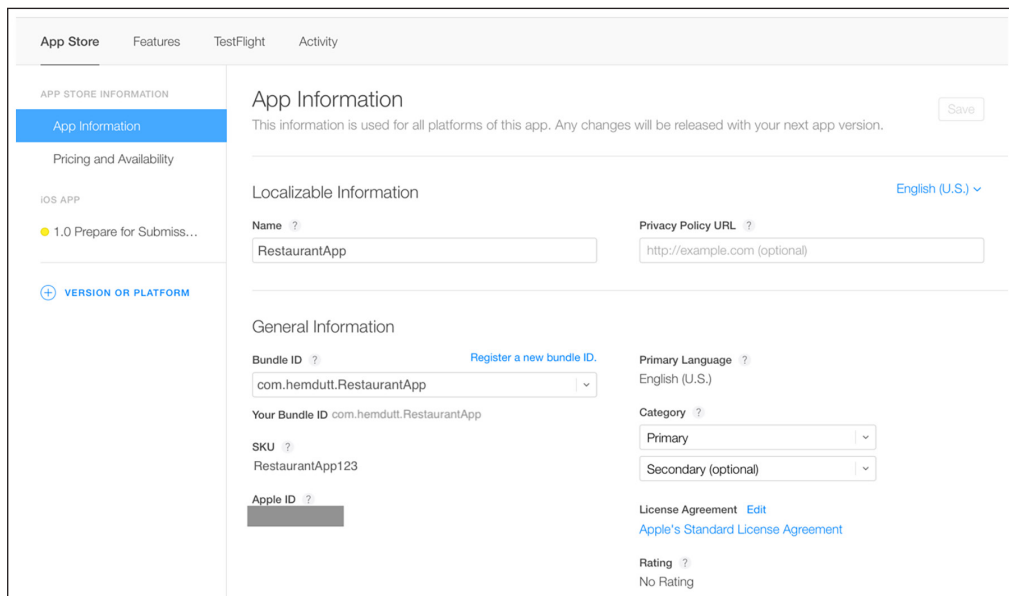 App Store Features TestFlight Activity
APP STORE INFORMATION
App Information
Pricing and Availability
iOS APP
1.0 Prepare for Submiss...
VERSION OR PLATFORM
App Information
Save
This information is used for all platforms of this app. Any changes will be released with your next app version.
Localizable Information
English (U.S.)
Name ?
RestaurantApp
Privacy Policy URL ?
http://example.com (optional)
General Information
Bundle ID ?
Register a new bundle ID.
com.hemdutt.RestaurantApp
Your Bundle ID com.hemdutt.RestaurantApp
SKU ?
RestaurantApp123
Apple ID ?
Primary Language ?
English (U.S.)
Category ?
Primary
Secondary (optional)
License Agreement Edit
Apple's Standard License Agreement
Rating ?
No Rating